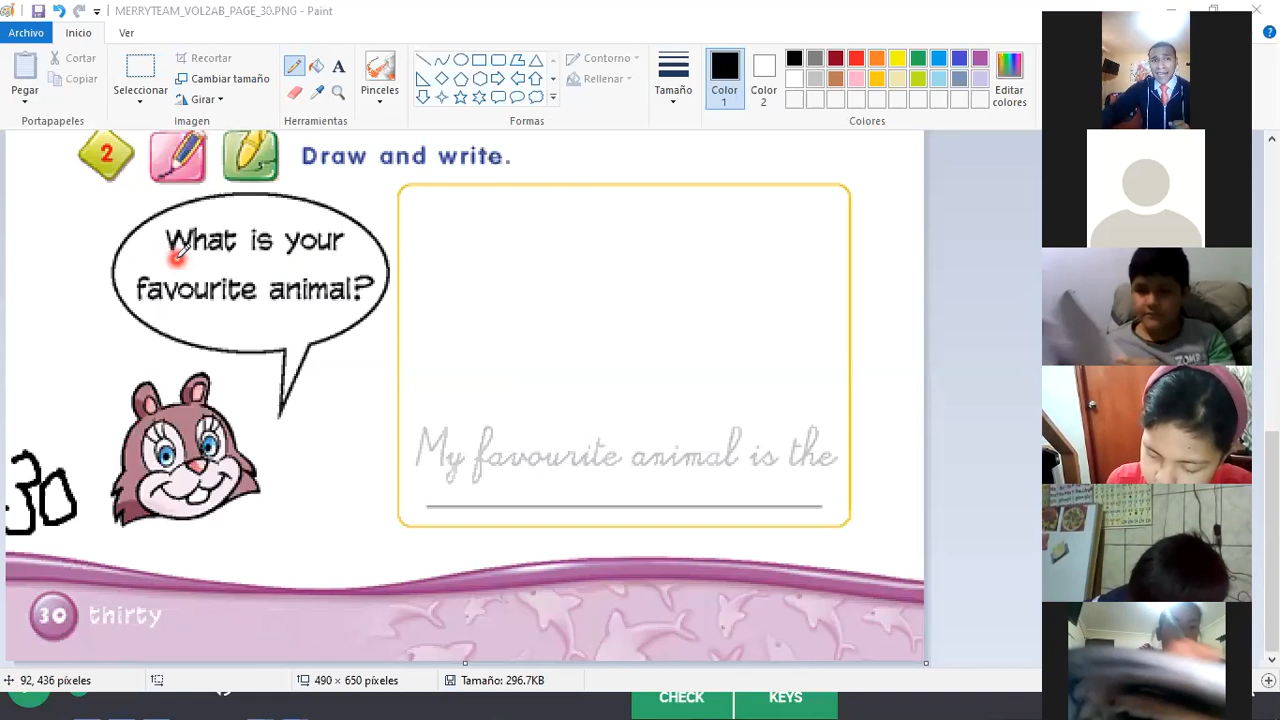 MERRYTEAM_VOL2AB_PAGE_30.PNG - Paint
Archivo Inicio Ver
Pegar
Cortar
Copiar
Portapapeles
Seleccionar
Recortar
Cambiar tamaño
Girar
Imagen
A
Herramientas
Pinceles
Contorno
Rellenar
Formas
Tamaño
Color 1
Color 2
Editar colores
Colores
2 Draw and write.
What is your
favourite animal?
My favourite animal is the
30
30 thirty
ZOMP
92, 436 píxeles 490 × 650 píxeles Tamaño: 296.7KB
CHECK KEYS